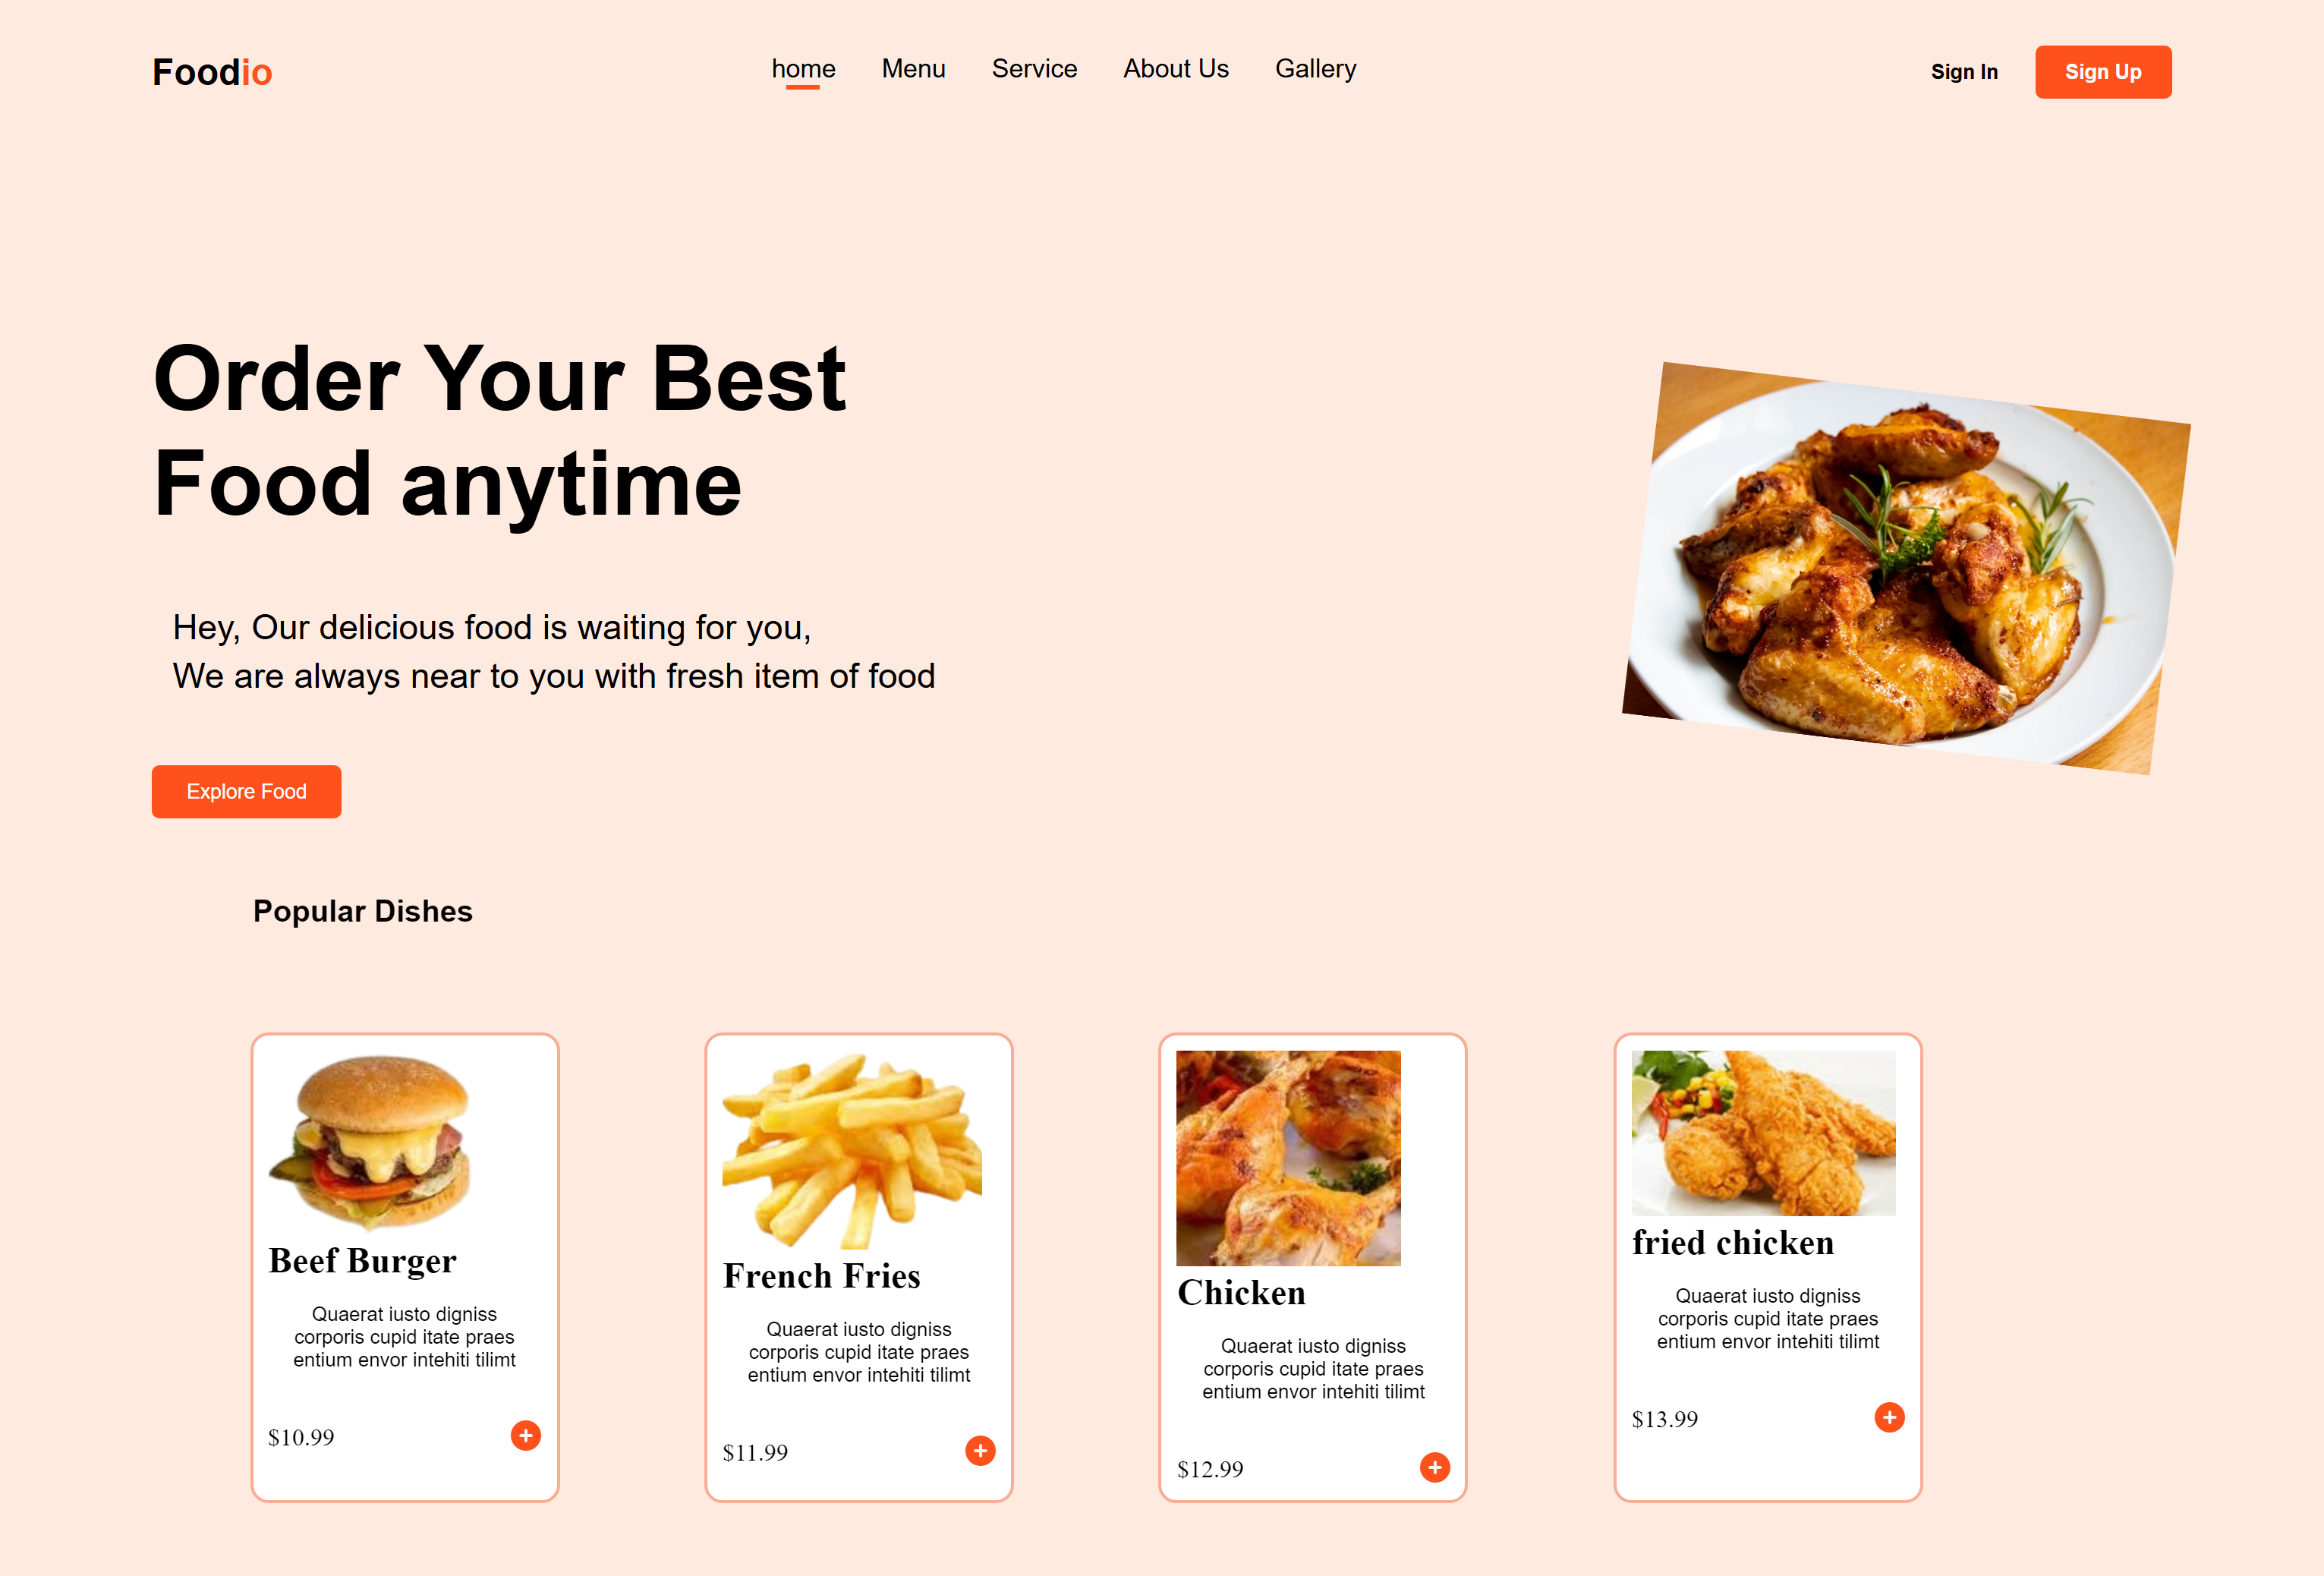 Foodio
home Menu Service About Us Gallery
Sign In Sign Up
Order Your Best
Food anytime
Hey, Our delicious food is waiting for you,
We are always near to you with fresh item of food
Explore Food
Popular Dishes
Beef Burger
Quaerat iusto digniss
corporis cupid itate praes
entium envor intehiti tilimt
$10.99
French Fries
Quaerat iusto digniss
corporis cupid itate praes
entium envor intehiti tilimt
$11.99
Chicken
Quaerat iusto digniss
corporis cupid itate praes
entium envor intehiti tilimt
$12.99
fried chicken
Quaerat iusto digniss
corporis cupid itate praes
entium envor intehiti tilimt
$13.99